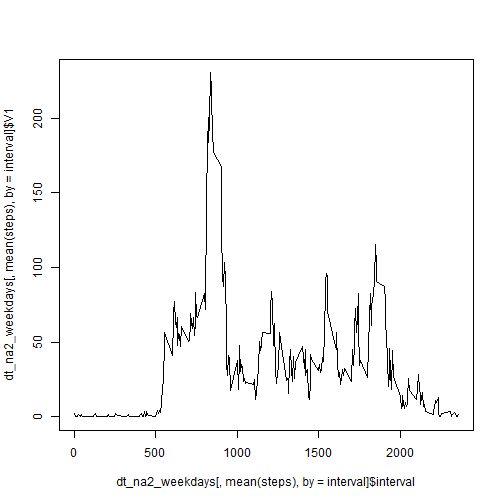 dt_na2_weekdays[, mean(steps), by = interval]$V1
200
150
100
50
0
0 500 1000 1500 2000
dt_na2_weekdays[, mean(steps), by = interval]$interval